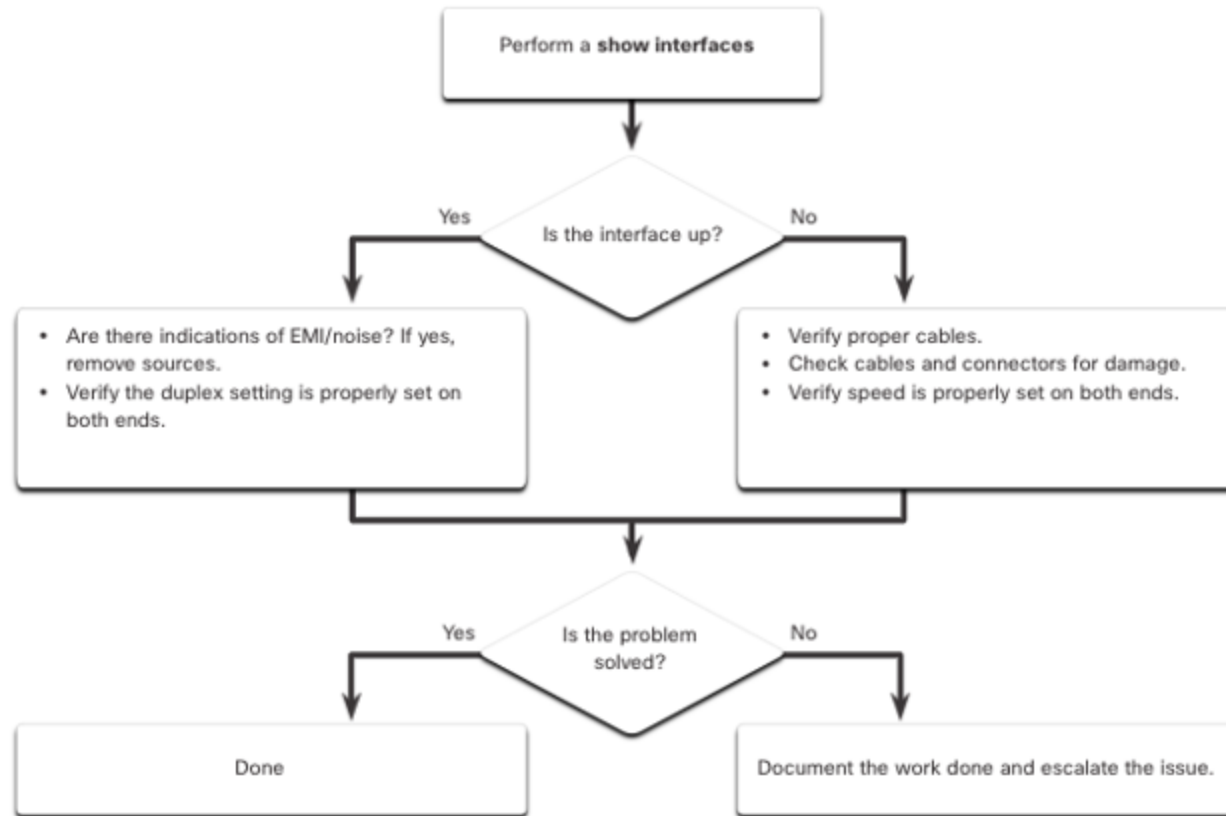 Perform a show interfaces
Yes
Is the interface up?
No
• Are there indications of EMI/noise? If yes,
remove sources.
• Verify the duplex setting is properly set on
both ends.
• Verify proper cables.
• Check cables and connectors for damage.
• Verify speed is properly set on both ends.
Yes
Is the problem
solved?
No
Done
Document the work done and escalate the issue.